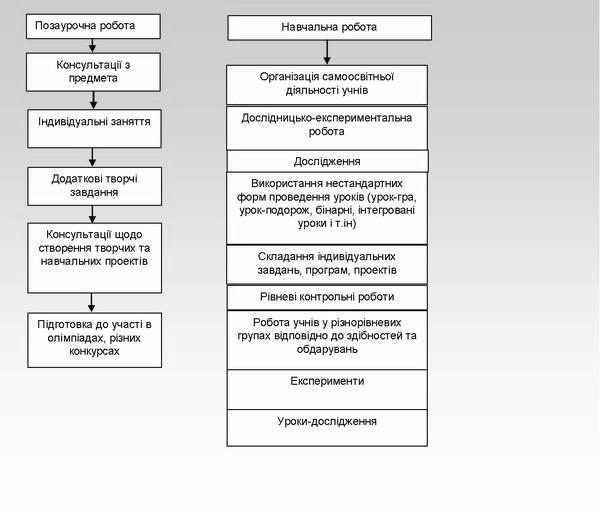 Позаурочна робота
Консультації з
предмета
Індивідуальні заняття
Додаткові творчі
завдання
Консультації щодо
створення творчих та
навчальних проектів
Підготовка до участі в
олімпіадах, різних
конкурсах
Навчальна робота
Організація самоосвітньої
діяльності учнів
Дослідницько-експериментальна
робота
Дослідження
Використання нестандартних
форм проведення уроків (урок-гра,
урок-подорож, бінарні, інтегровані
уроки і т.ін)
Складання індивідуальних
завдань, програм, проектів
Рівневі контрольні роботи
Робота учнів у різнорівневих
групах відповідно до здібностей та
обдарувань
Експерименти
Уроки-дослідження